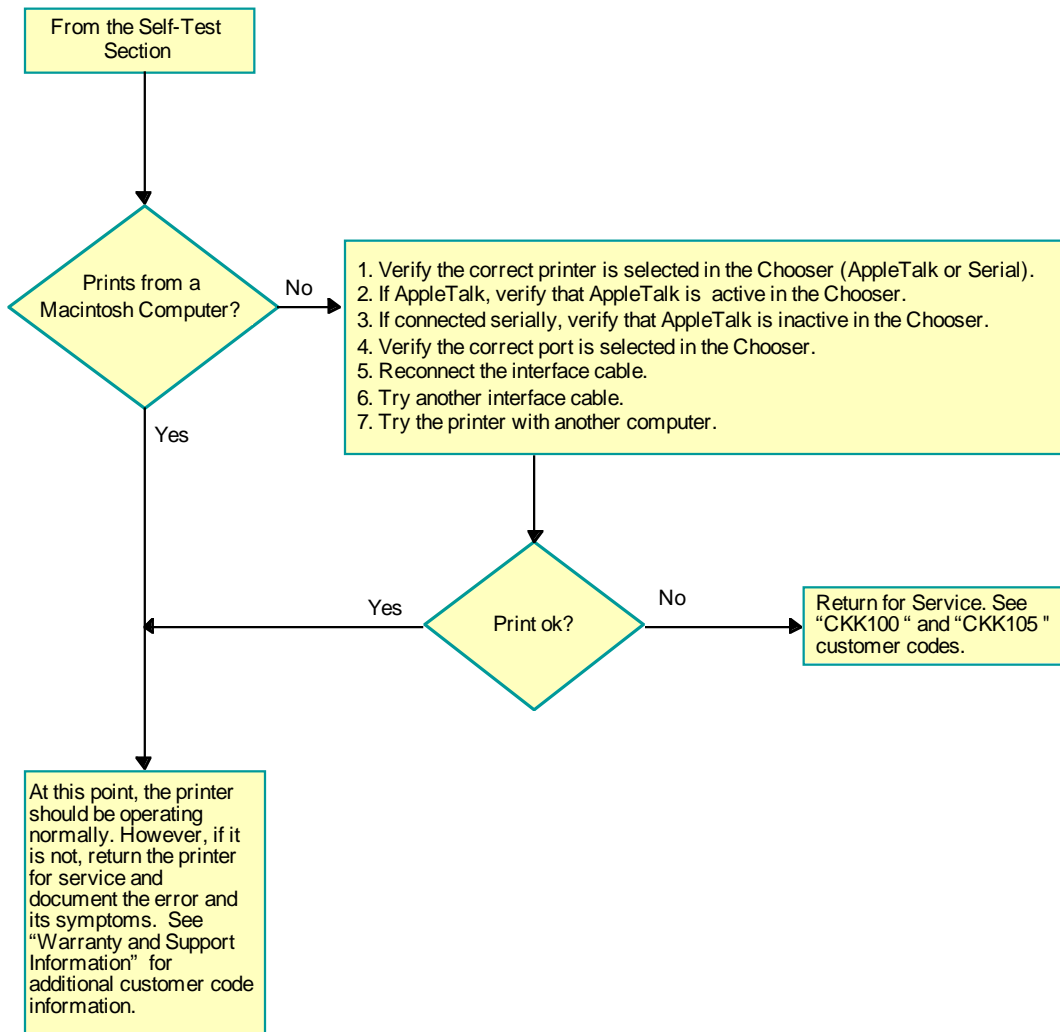 From the Self-Test
Section
Prints from a
Macintosh Computer?
No
1. Verify the correct printer is selected in the Chooser (AppleTalk or Serial).
2. If AppleTalk, verify that AppleTalk is  active in the Chooser.
3. If connected serially, verify that AppleTalk is inactive in the Chooser.
4. Verify the correct port is selected in the Chooser.
5. Reconnect the interface cable.
6. Try another interface cable.
7. Try the printer with another computer.
Yes
Yes
Print ok?
No
Return for Service. See
“CKK100 “ and “CKK105 "
customer codes.
At this point, the printer
should be operating
normally. However, if it
is not, return the printer
for service and
document the error and
its symptoms.  See
“Warranty and Support
Information”  for
additional customer code
information.